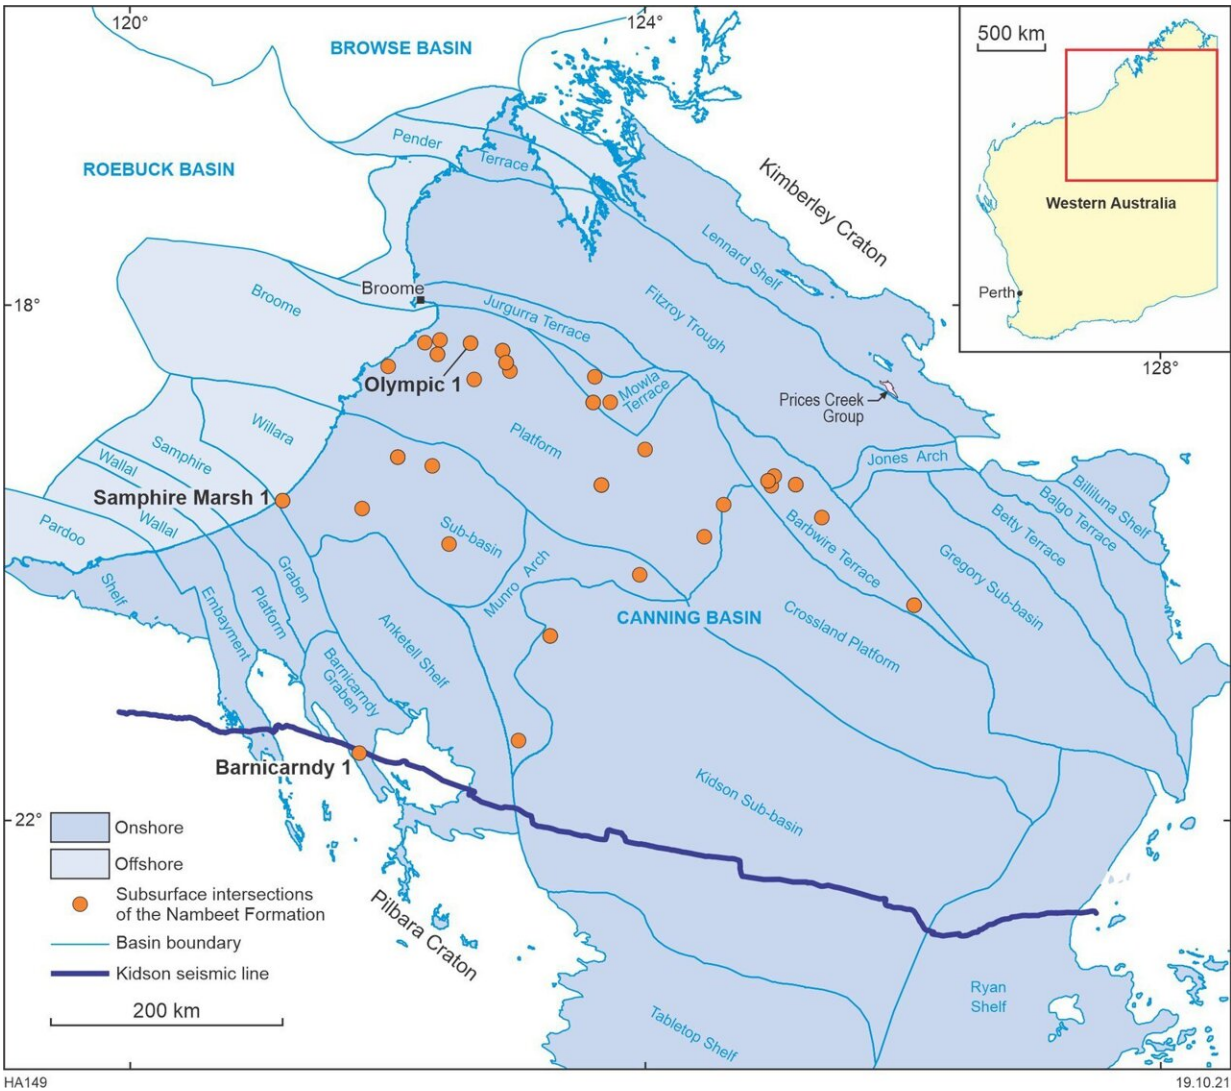 120°
124°
BROWSE BASIN
500 km
Pender
Terrace
ROEBUCK BASIN
Kimberley Craton
Western Australia
Lennard Shelf
Perth
18°
Broome
Broome
Jurgurra Terrace
Fitzroy Trough
128°
Olympic 1
Mowla
Terrace
Prices Creek
Group
Willara
Platform
Samphire
Jones Arch
Wallal
Billiluna Shelf
Samphire Marsh 1
Balgo Terrace
Pardoo
Wallal
Betty Terrace
Sub-basin
Barbwire Terrace
Gregory Sub-basin
Shelf
Graben
Munro Arch
Embayment
Platform
CANNING BASIN
Anketell Shelf
Crossland Platform
Barnicarndy
Graben
Barnicarndy 1
Kidson Sub-basin
22°
Onshore
Offshore
Subsurface intersections
of the Nambeet Formation
Pilbara Craton
Basin boundary
Kidson seismic line
200 km
Ryan
Shelf
Tabletop Shelf
HA149
19.10.21